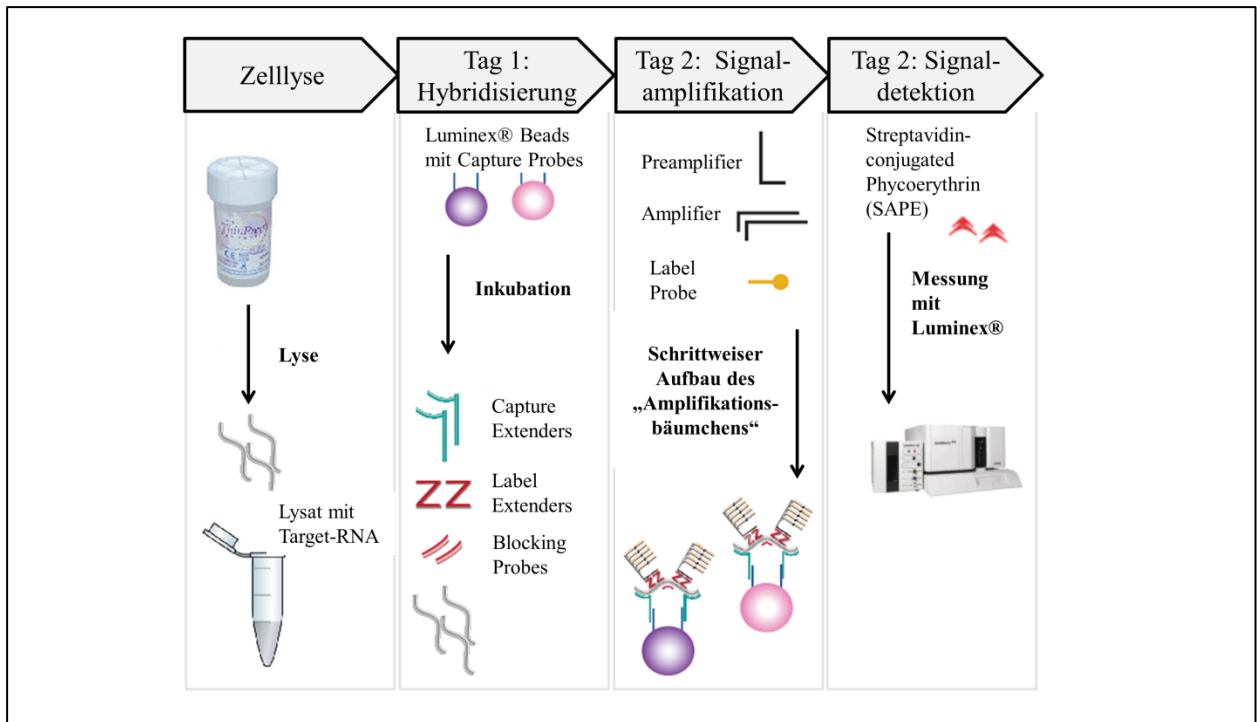 Zelllyse
Tag 1:
Hybridisierung
Tag 2:  Signal-
amplifikation
Tag 2: Signal-
detektion
Lyse
Lysat mit
Target-RNA
Luminex® Beads
mit Capture Probes
Inkubation
Capture
Extenders
ZZ
Label
Extenders
Blocking
Probes
Preamplifier
Amplifier
Label
Probe
Schrittweiser
Aufbau des
„Amplifikations-
bäumchens“
Streptavidin-
conjugated
Phycoerythrin
(SAPE)
Messung
mit
Luminex®
ThinPrep